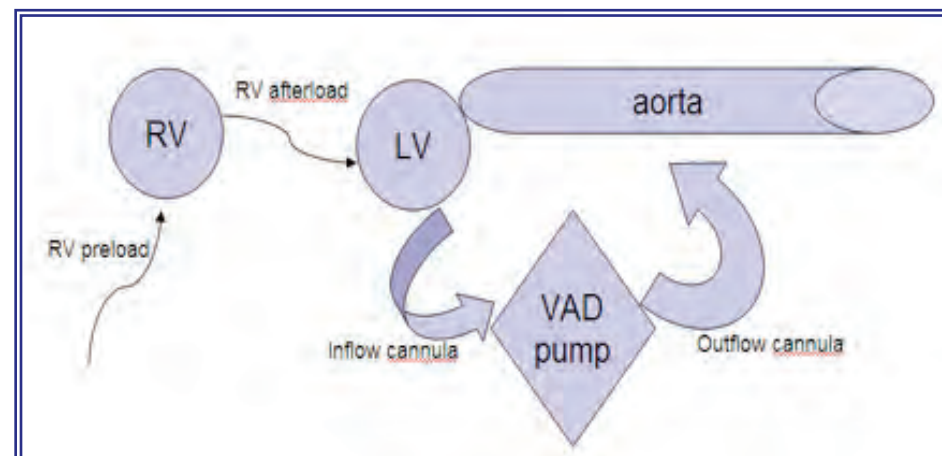 RV afterload
RV
LV
aorta
RV preload
Inflow cannula
VAD
pump
Outflow cannula